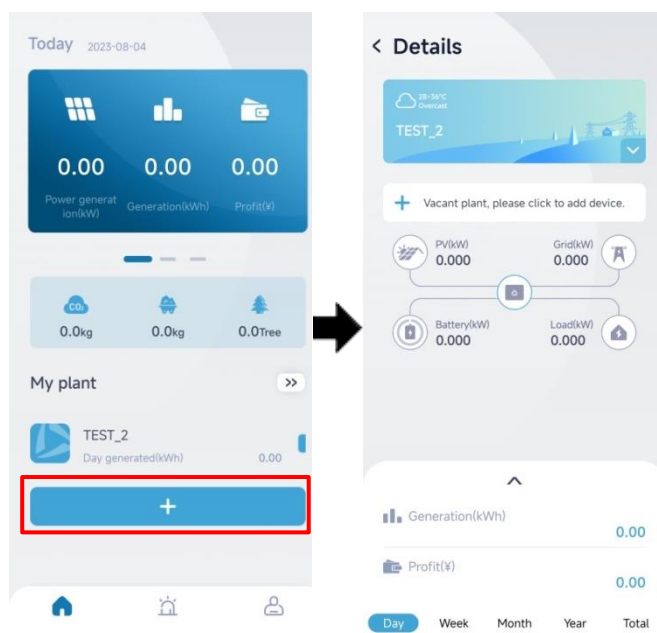 Today 2023-08-04
0.00 0.00 0.00
Power generat
ion(kW)
Generation(kWh)
Profit(¥)
CO₂
0.0kg 0.0kg 0.0Tree
My plant
TEST_2
Day generated(kWh) 0.00
+
< Details
28~34℃
Overcast
TEST_2
+ Vacant plant, please click to add device.
PV(kW) Grid(kW)
0.000 0.000
Battery(kW) Load(kW)
0.000 0.000
Generation(kWh)
0.00
Profit(¥)
0.00
Day Week Month Year Total